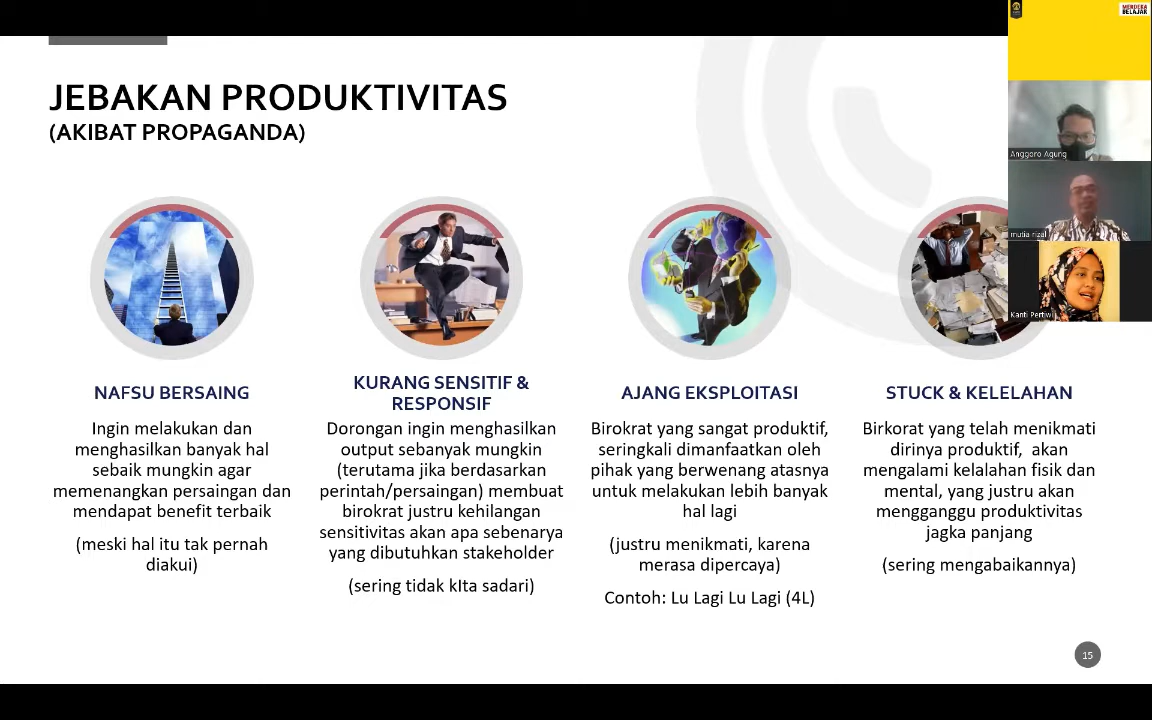 JEBAKAN PRODUKTIVITAS
(AKIBAT PROPAGANDA)
NAFSU BERSAING
Ingin melakukan dan
menghasilkan banyak hal
sebaik mungkin agar
memenangkan persaingan dan
mendapat benefit terbaik
(meski hal itu tak pernah
diakui)
KURANG SENSITIF &
RESPONSIF
Dorongan ingin menghasilkan
output sebanyak mungkin
(terutama jika berdasarkan
perintah/persaingan) membuat
birokrat justru kehilangan
sensitivitas akan apa sebenarya
yang dibutuhkan stakeholder
(sering tidak kIta sadari)
AJANG EKSPLOITASI
Birokrat yang sangat produktif,
seringkali dimanfaatkan oleh
pihak yang berwenang atasnya
untuk melakukan lebih banyak
hal lagi
(justru menikmati, karena
merasa dipercaya)
Contoh: Lu Lagi Lu Lagi (4L)
STUCK & KELELAHAN
Birkorat yang telah menikmati
dirinya produktif, akan
mengalami kelalahan fisik dan
mental, yang justru akan
mengganggu produktivitas
jagka panjang
(sering mengabaikannya)
15
MERDEKA
BELAJAR
Anggoro Agung
mutia rizal
Kanti Pertiwi